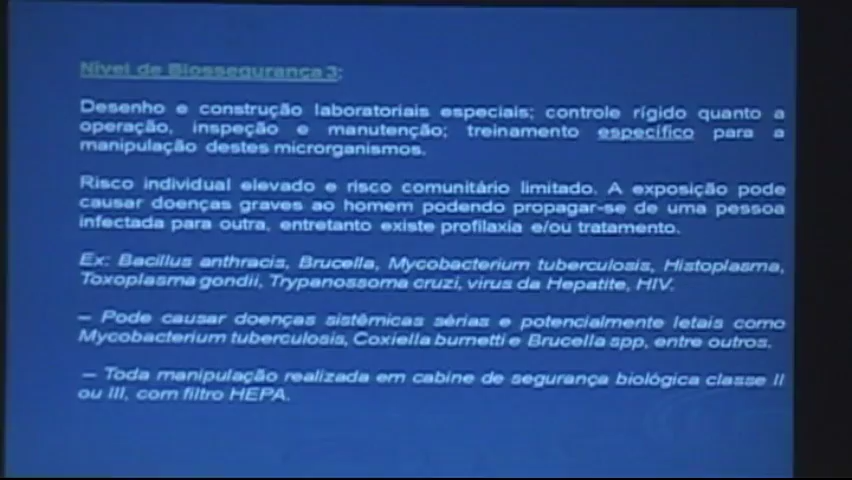 Nível de Biossegurança 3:
Desenho e construção laboratoriais especiais; controle rígido quanto a
operação, inspeção e manutenção; treinamento específico para a
manipulação destes microrganismos.
Risco individual elevado e risco comunitário limitado. A exposição pode
causar doenças graves ao homem podendo propagar-se de uma pessoa
infectada para outra, entretanto existe profilaxia e/ou tratamento.
Ex: Bacillus anthracis, Brucella, Mycobacterium tuberculosis, Histoplasma,
Toxoplasma gondii, Trypanossoma cruzi, virus da Hepatite, HIV.
– Pode causar doenças sistêmicas sérias e potencialmente letais como
Mycobacterium tuberculosis, Coxiella burnetti e Brucella spp, entre outros.
– Toda manipulação realizada em cabine de segurança biológica classe II
ou III, com filtro HEPA.